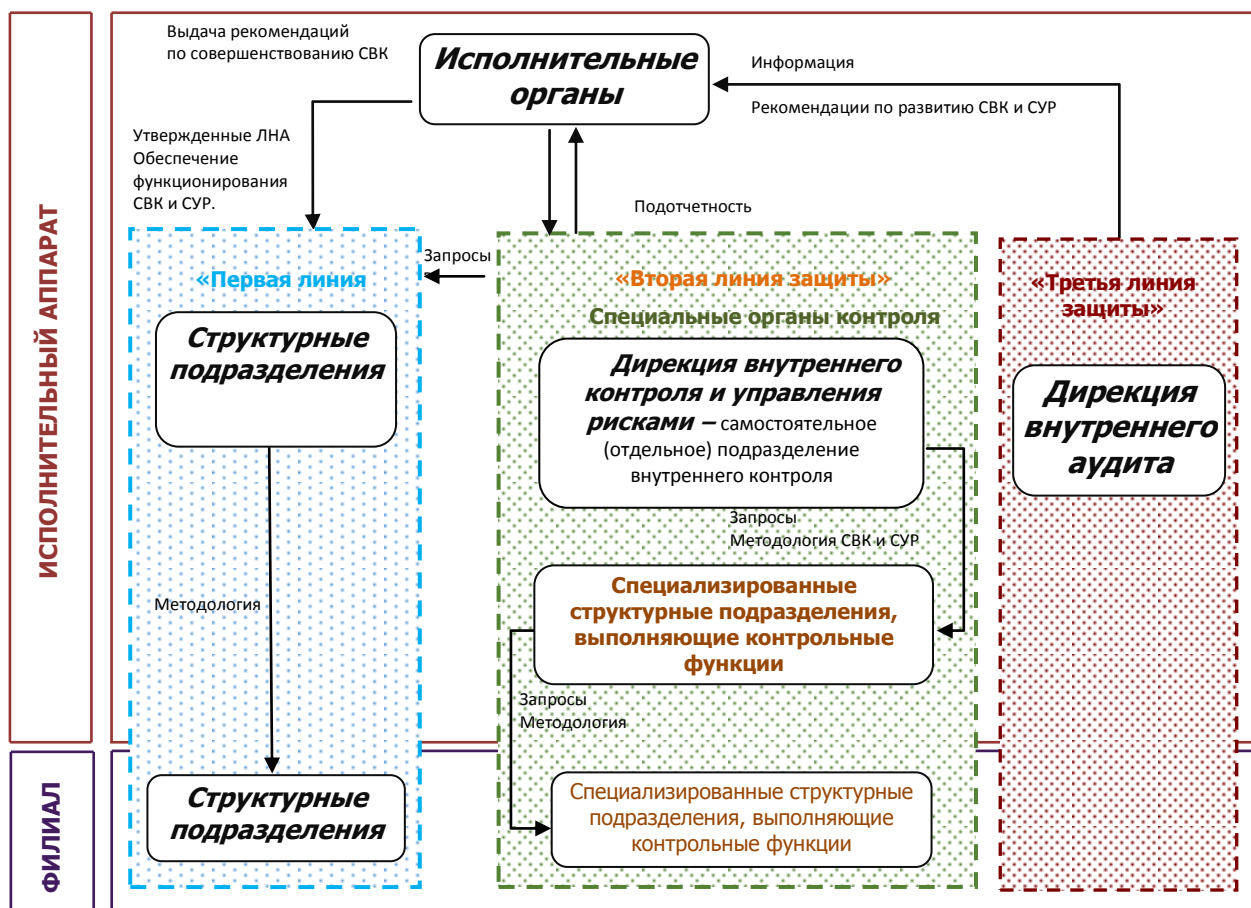 ИСПОЛНИТЕЛЬНЫЙ АППАРАТ
Выдача рекомендаций
по совершенствованию СВК
Исполнительные
органы
Информация
Рекомендации по развитию СВК и СУР
Утвержденные ЛНА
Обеспечение
функционирования
СВК и СУР.
Подотчетность
Запросы
«Первая линия
Структурные
подразделения
Методология
«Вторая линия защиты»
Специальные органы контроля
Дирекция внутреннего
контроля и управления
рисками – самостоятельное
(отдельное) подразделение
внутреннего контроля
Запросы
Методология СВК и СУР
Специализированные
структурные подразделения,
выполняющие контрольные
функции
Запросы
Методология
«Третья линия
защиты»
Дирекция
внутреннего
аудита
ФИЛИАЛ
Структурные
подразделения
Специализированные структурные
подразделения, выполняющие
контрольные функции